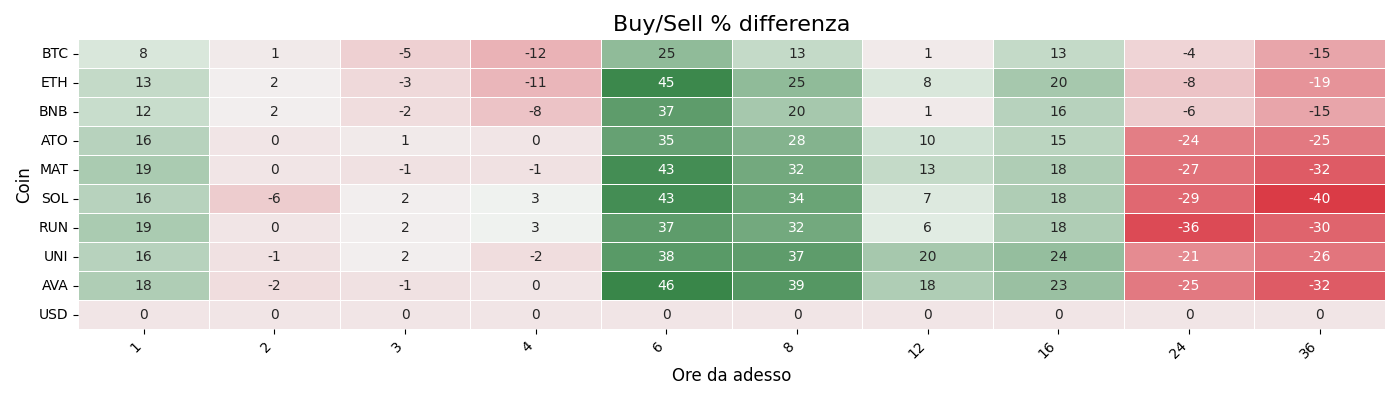 Buy/Sell % differenza
Coin
BTC 8 1 -5 -12 25 13 1 13 -4 -15
ETH 13 2 -3 -11 45 25 8 20 -8 -19
BNB 12 2 -2 -8 37 20 1 16 -6 -15
ATO 16 0 1 0 35 28 10 15 -24 -25
MAT 19 0 -1 -1 43 32 13 18 -27 -32
SOL 16 -6 2 3 43 34 7 18 -29 -40
RUN 19 0 2 3 37 32 6 18 -36 -30
UNI 16 -1 2 -2 38 37 20 24 -21 -26
AVA 18 -2 -1 0 46 39 18 23 -25 -32
USD 0 0 0 0 0 0 0 0 0 0
1 2 3 4 6 8 12 16 24 36
Ore da adesso